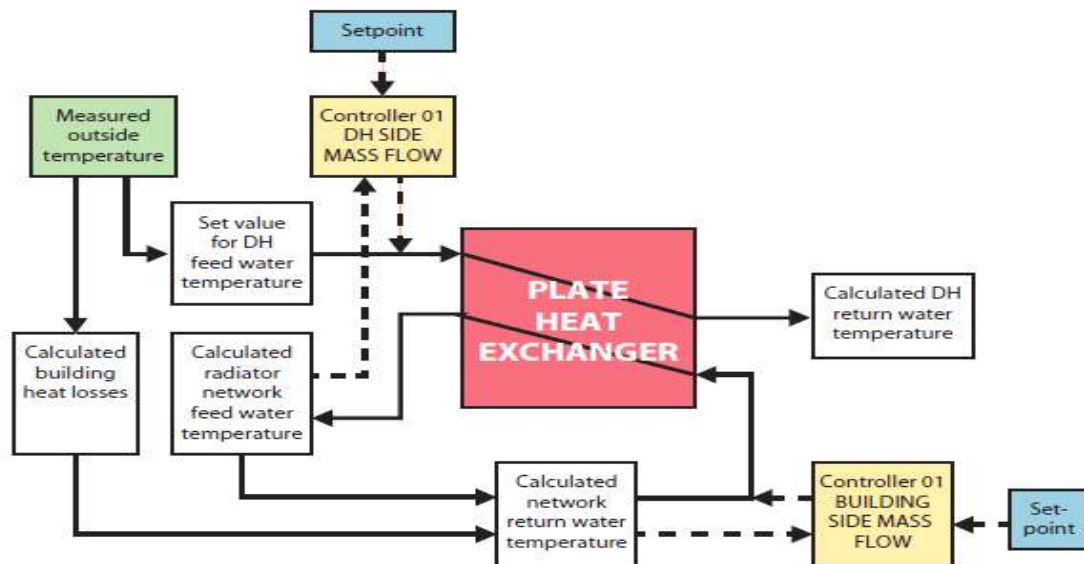 Setpoint
Measured
outside
temperature
Controller 01
DH SIDE
MASS FLOW
Set value
for DH
feed water
temperature
PLATE
HEAT
EXCHANGER
Calculated DH
return water
temperature
Calculated
building
heat losses
Calculated
radiator
network
feed water
temperature
Calculated
network
return water
temperature
Controller 01
BUILDING
SIDE MASS
FLOW
Set-
point